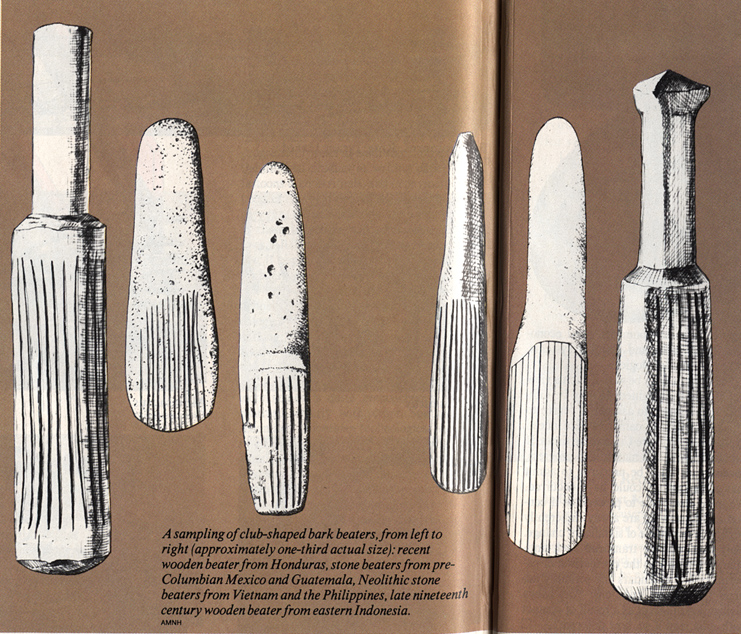 A sampling of club-shaped bark beaters, from left to
right (approximately one-third actual size): recent
wooden beater from Honduras, stone beaters from pre-
Columbian Mexico and Guatemala, Neolithic stone
beaters from Vietnam and the Philippines, late nineteenth
century wooden beater from eastern Indonesia.
AMNH